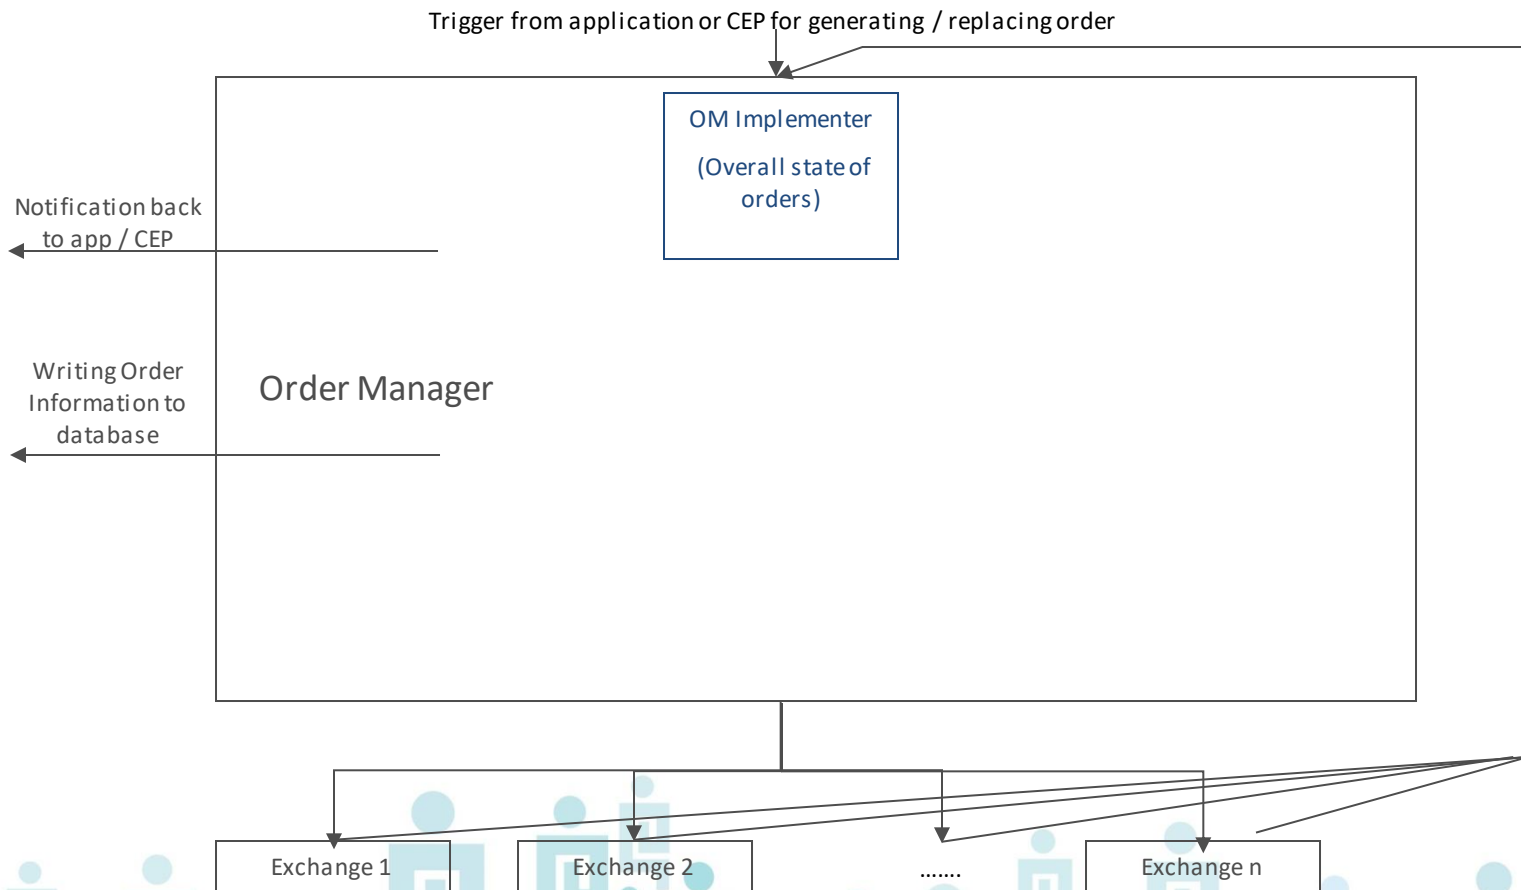 Trigger from application or CEP for generating / replacing order
OM Implementer
(Overall state of
orders)
Notification back
to app / CEP
Writing Order
Information to
database
Order Manager
Exchange 1
Exchange 2
.......
Exchange n